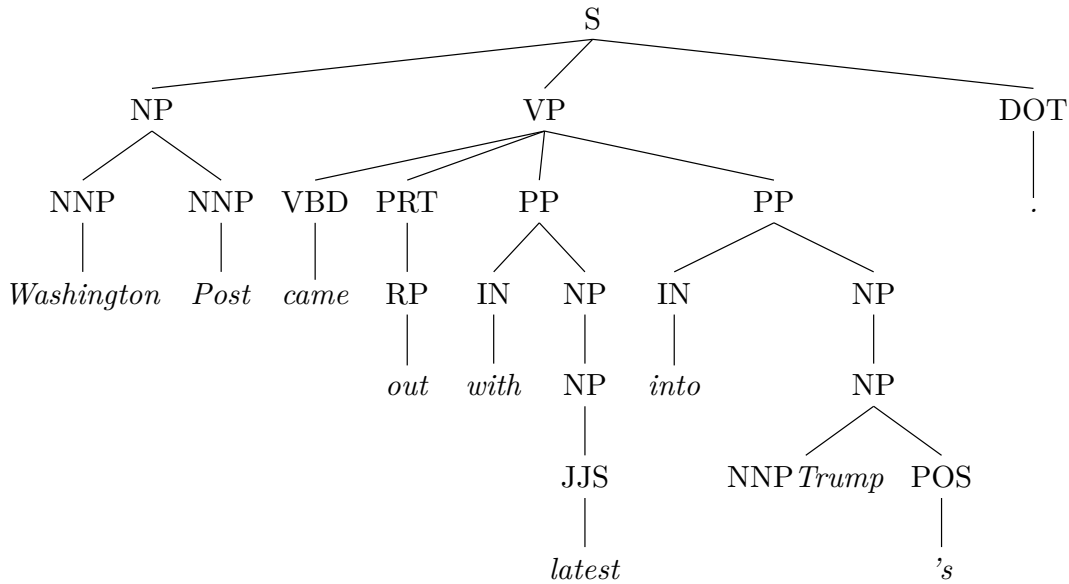 S
NP VP DOT
NNP NNP VBD PRT PP PP .
Washington Post came RP IN NP IN NP
out with NP into NP
JJS NNP Trump POS
latest 's